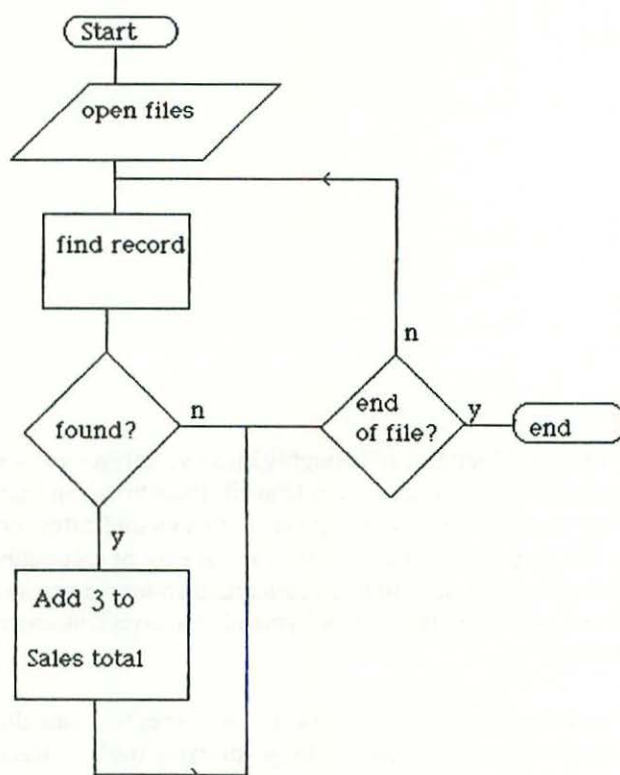 Start
open files
find record
n
found?
n
end
of file?
y
end
y
Add 3 to
Sales total